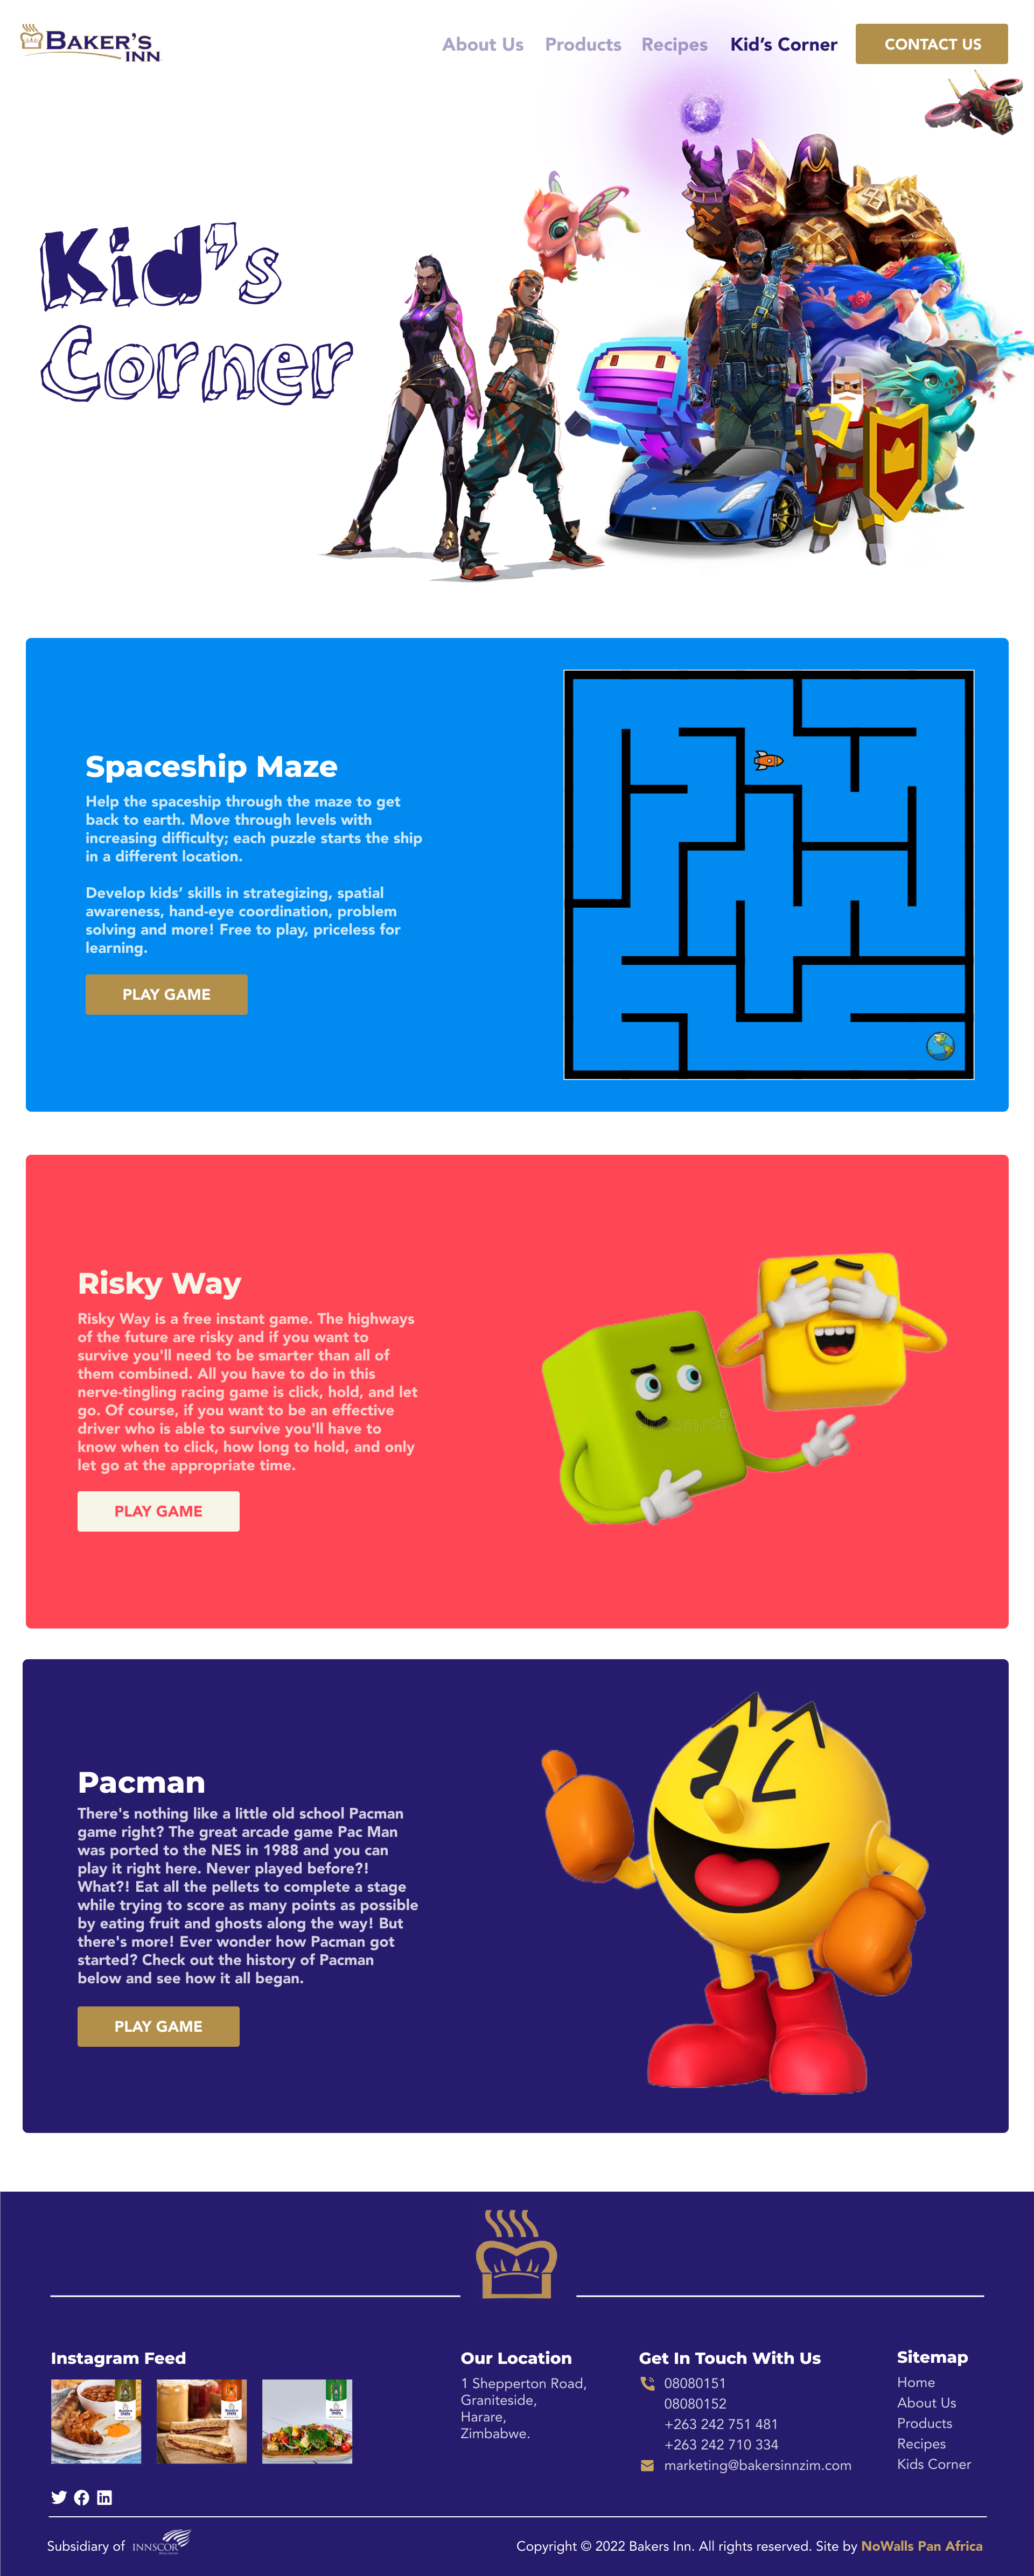 BAKER'S
INN
About Us
Products
Recipes
Kid's Corner
CONTACT US
Kid's
Corner
Spaceship Maze
Help the spaceship through the maze to get
back to earth. Move through levels with
increasing difficulty; each puzzle starts the ship
in a different location.
Develop kids' skills in strategizing, spatial
awareness, hand-eye coordination, problem
solving and more! Free to play, priceless for
learning.
PLAY GAME
Risky Way
Risky Way is a free instant game. The highways
of the future are risky and if you want to
survive you'll need to be smarter than all of
them combined. All you have to do in this
nerve-tingling racing game is click, hold, and let
go. Of course, if you want to be an effective
driver who is able to survive you'll have to
know when to click, how long to hold, and only
let go at the appropriate time.
PLAY GAME
Pacman
There's nothing like a little old school Pacman
game right? The great arcade game Pac Man
was ported to the NES in 1988 and you can
play it right here. Never played before?!
What?! Eat all the pellets to complete a stage
while trying to score as many points as possible
by eating fruit and ghosts along the way! But
there's more! Ever wonder how Pacman got
started? Check out the history of Pacman
below and see how it all began.
PLAY GAME
Instagram Feed
Our Location
1 Shepperton Road,
Graniteside,
Harare,
Zimbabwe.
Get In Touch With Us
08080151
08080152
+263 242 751 481
+263 242 710 334
marketing@bakersinnzim.com
Sitemap
Home
About Us
Products
Recipes
Kids Corner
Subsidiary of INNSCOR
Copyright © 2022 Bakers Inn. All rights reserved. Site by NoWalls Pan Africa